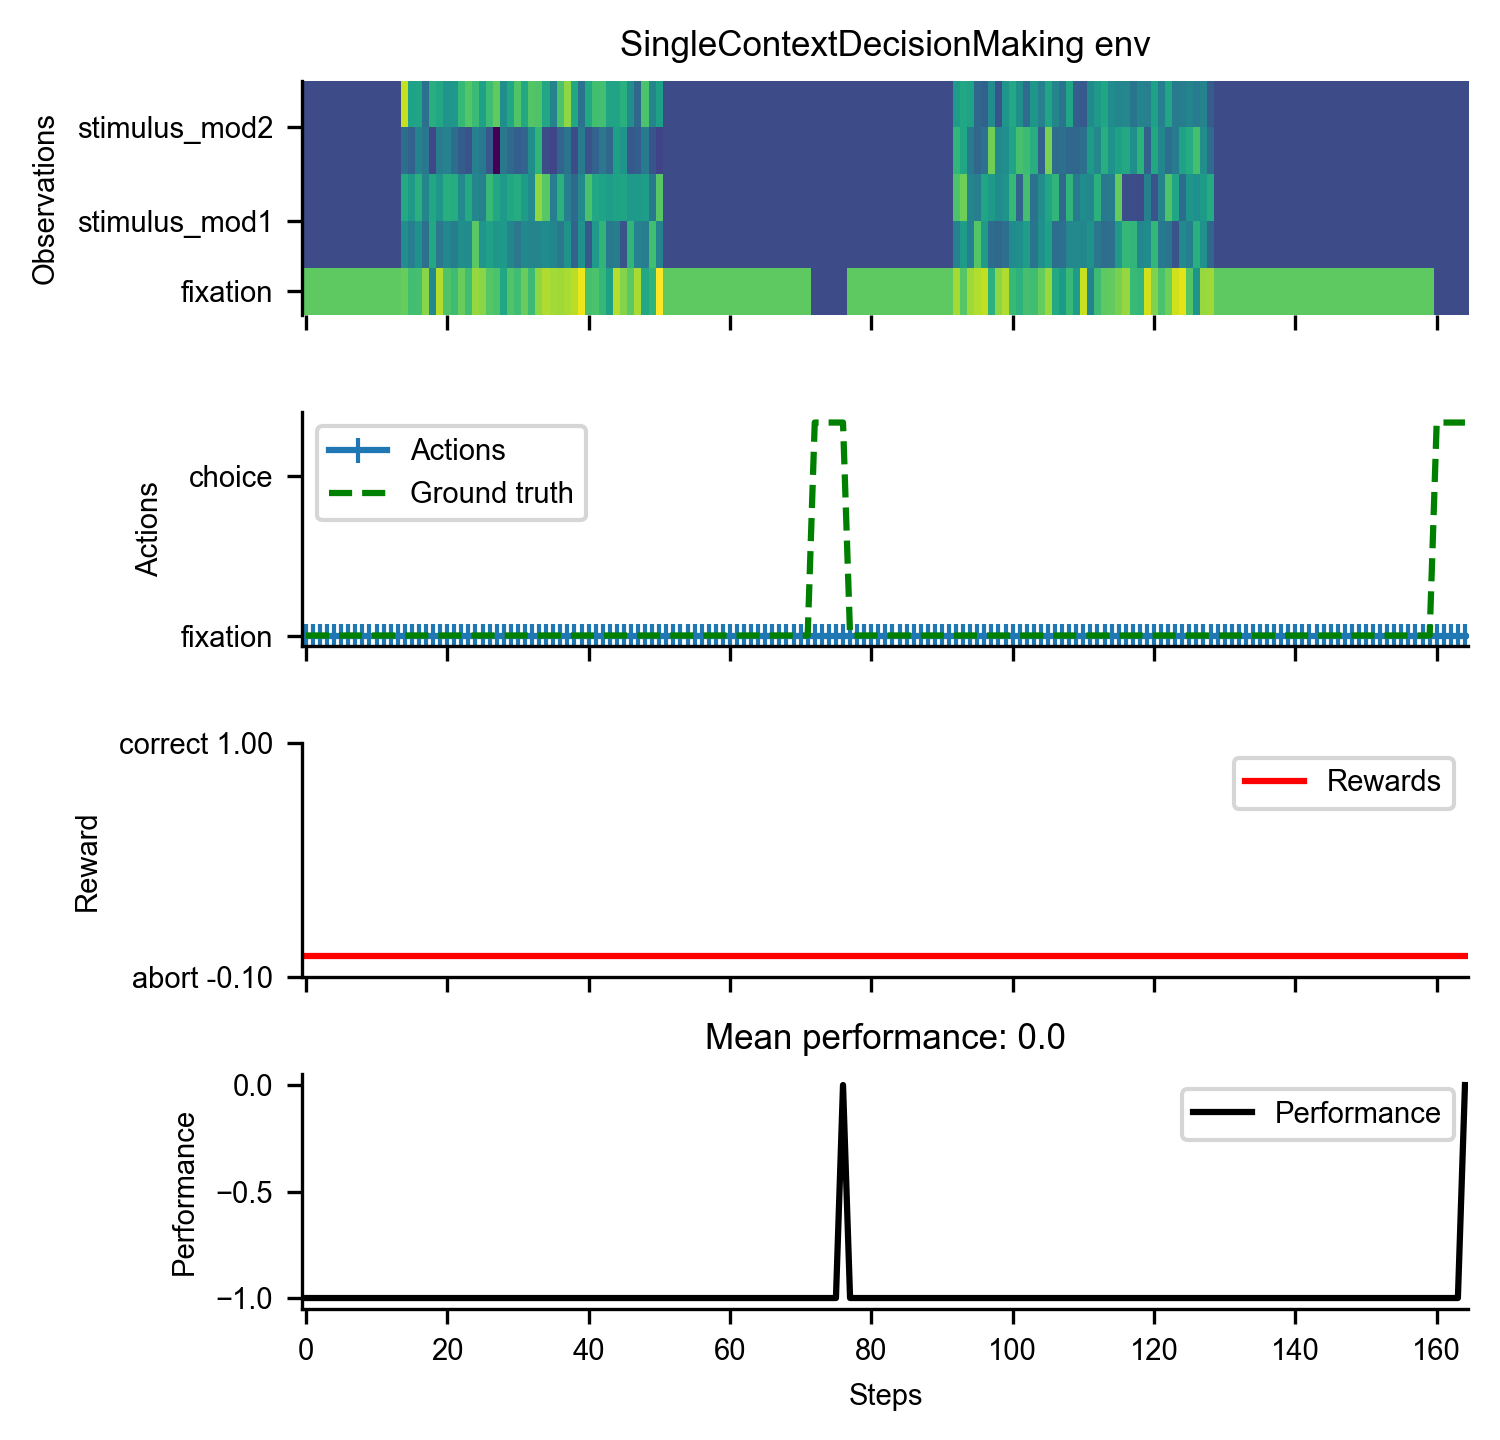 SingleContextDecisionMaking env
Observations
stimulus_mod2
stimulus_mod1
fixation
Actions
choice
fixation
Actions
Ground truth
Reward
correct 1.00
abort -0.10
Rewards
Mean performance: 0.0
Performance
0.0
−0.5
−1.0
Performance
0 20 40 60 80 100 120 140 160
Steps